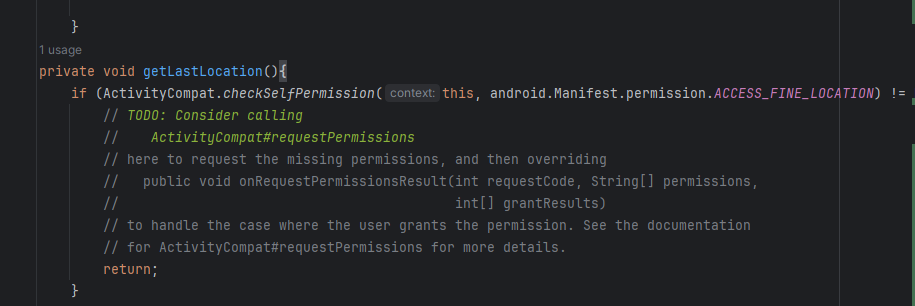 }
1 usage
private void getLastLocation(){
if (ActivityCompat.checkSelfPermission( context: this, android.Manifest.permission.ACCESS_FINE_LOCATION) !=
// TODO: Consider calling
//    ActivityCompat#requestPermissions
// here to request the missing permissions, and then overriding
//   public void onRequestPermissionsResult(int requestCode, String[] permissions,
//                                          int[] grantResults)
// to handle the case where the user grants the permission. See the documentation
// for ActivityCompat#requestPermissions for more details.
return;
}